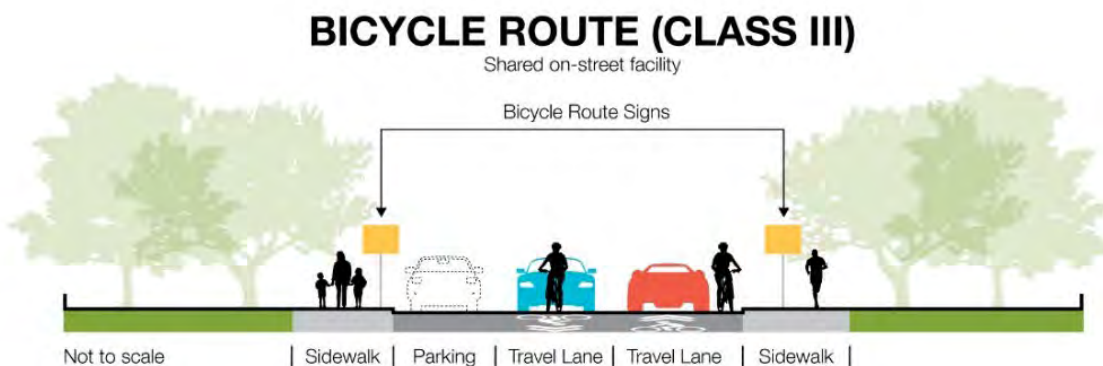 BICYCLE ROUTE (CLASS III)
Shared on-street facility
Bicycle Route Signs
Not to scale | Sidewalk | Parking | Travel Lane | Travel Lane | Sidewalk |